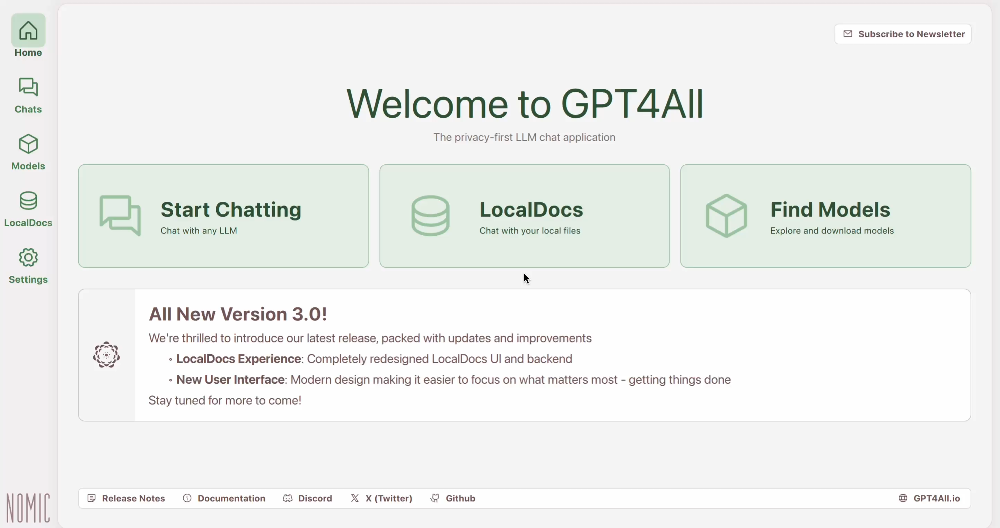 Home
Chats
Models
LocalDocs
Settings
NOMIC
Subscribe to Newsletter
Welcome to GPT4All
The privacy-first LLM chat application
Start Chatting
Chat with any LLM
LocalDocs
Chat with your local files
Find Models
Explore and download models
All New Version 3.0!
We're thrilled to introduce our latest release, packed with updates and improvements
◦ LocalDocs Experience: Completely redesigned LocalDocs UI and backend
◦ New User Interface: Modern design making it easier to focus on what matters most - getting things done
Stay tuned for more to come!
Release Notes Documentation Discord X (Twitter) Github GPT4All.io